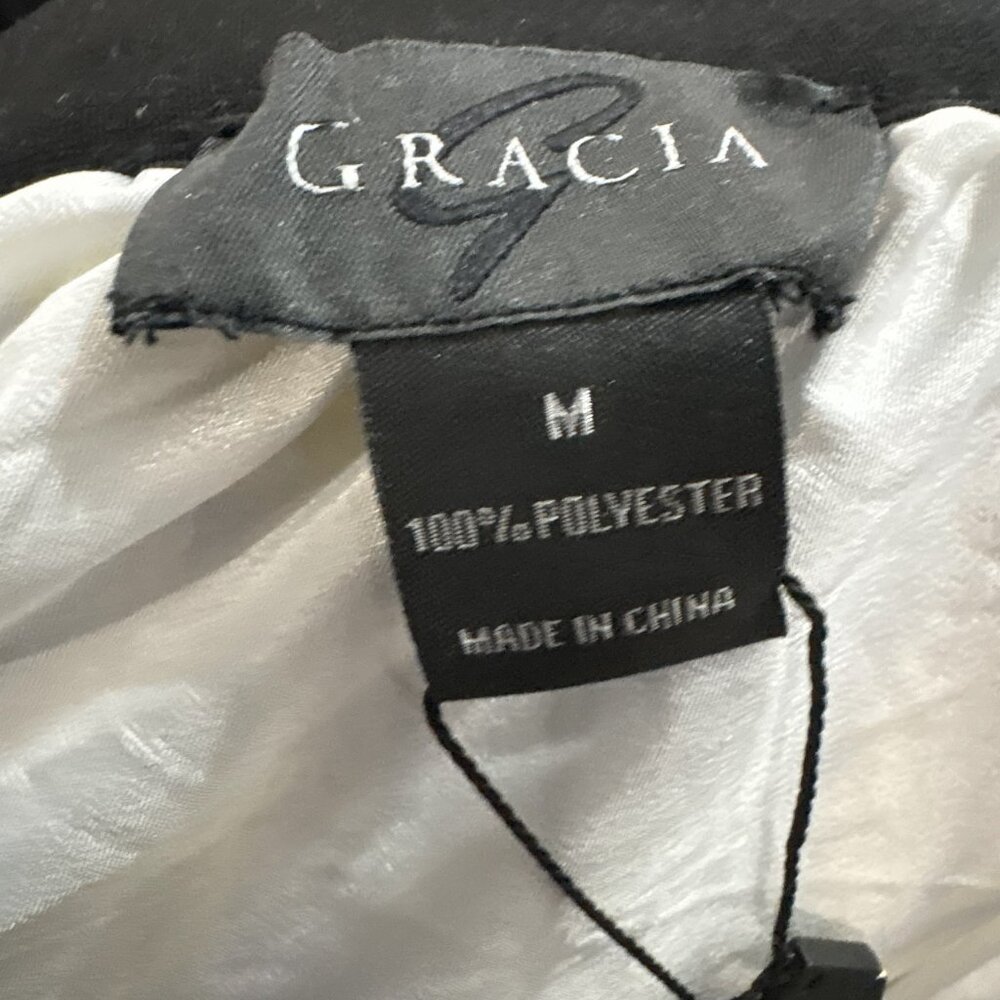 GRACIA
G
M
100% POLYESTER
MADE IN CHINA